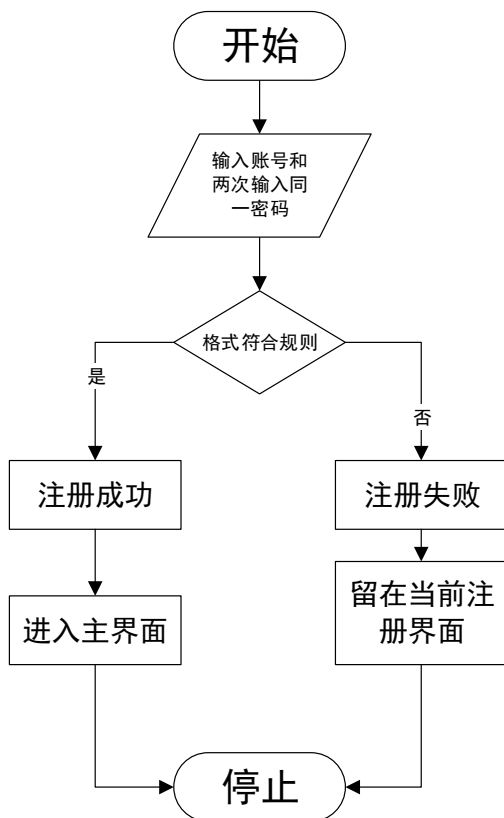 开始
输入账号和
两次输入同
一密码
格式符合规则
是
否
注册成功
注册失败
进入主界面
留在当前注
册界面
停止